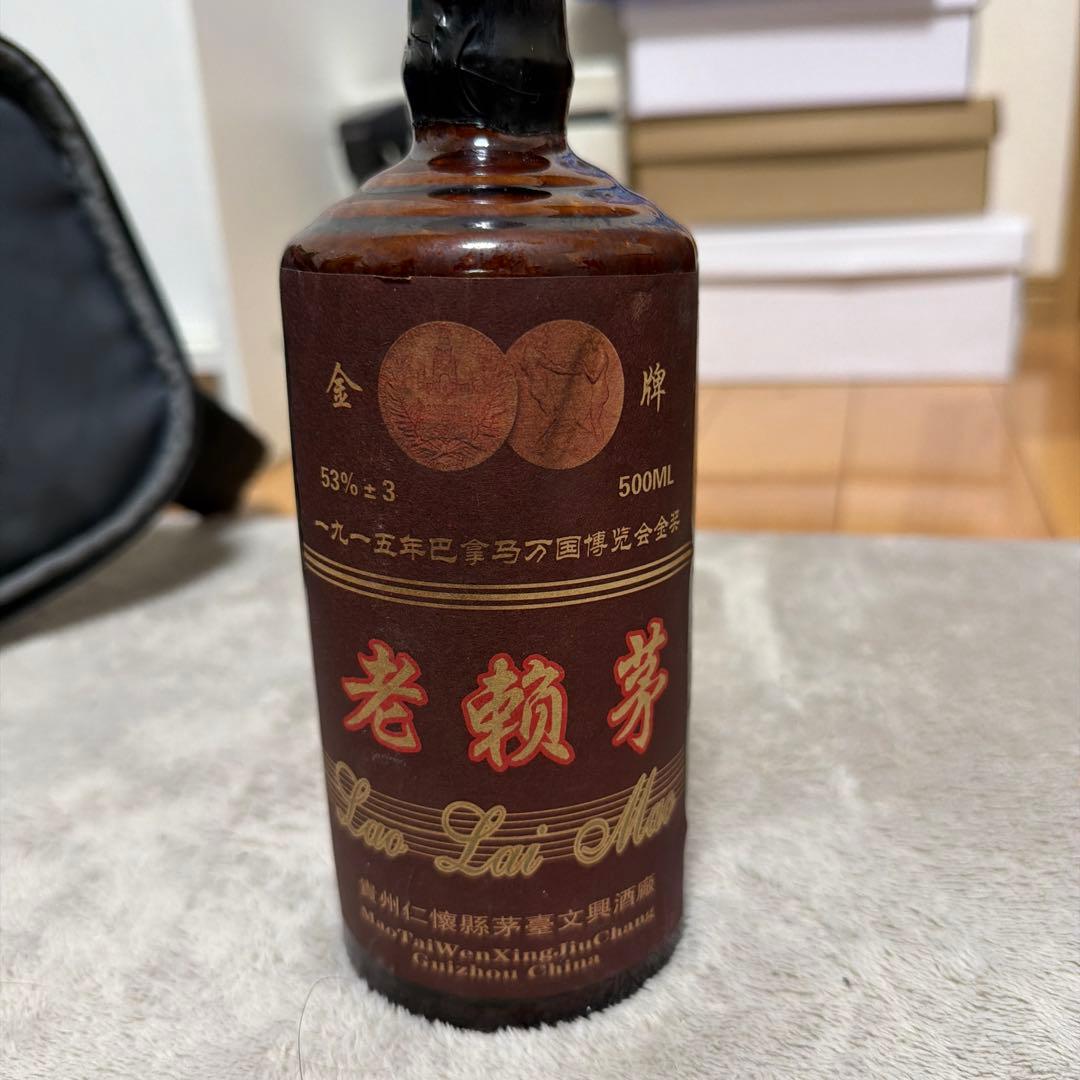 金 牌
53% ± 3 500ML
一九一五年巴拿马万国博览会金奖
老賴茅
Lao Lai Mao
貴州仁懷縣茅臺文興酒廠
MaoTaiWenXingJiuChang
Guizhou China